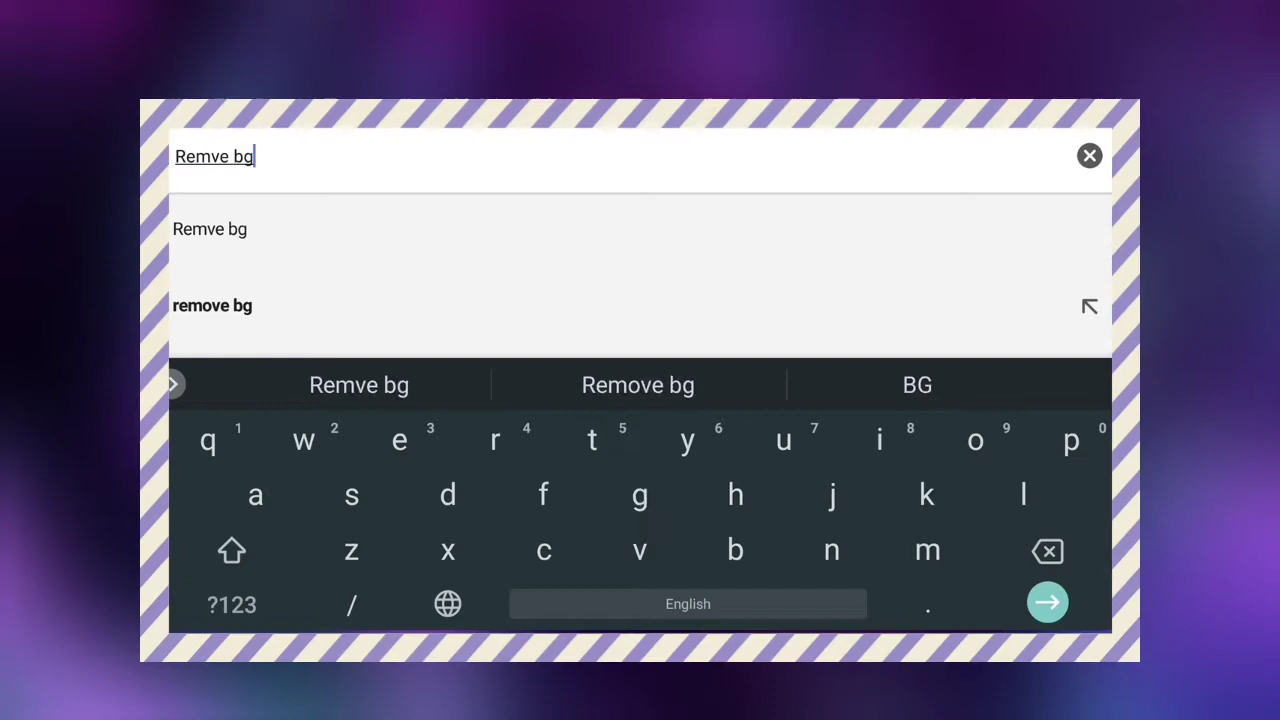 Remve bg
Remve bg
remove bg
Remve bg Remove bg BG
q 1 w 2 e 3 r 4 t 5 y 6 u 7 i 8 o 9 p 0
a s d f g h j k l
z x c v b n m
?123 / English .